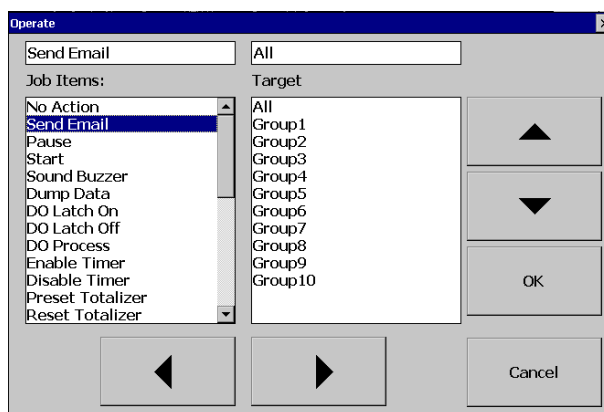 Operate
Send Email
All
Job Items:
Target
No Action
Send Email
Pause
Start
Sound Buzzer
Dump Data
DO Latch On
DO Latch Off
DO Process
Enable Timer
Disable Timer
Preset Totalizer
Reset Totalizer
All
Group1
Group2
Group3
Group4
Group5
Group6
Group7
Group8
Group9
Group10
OK
Cancel